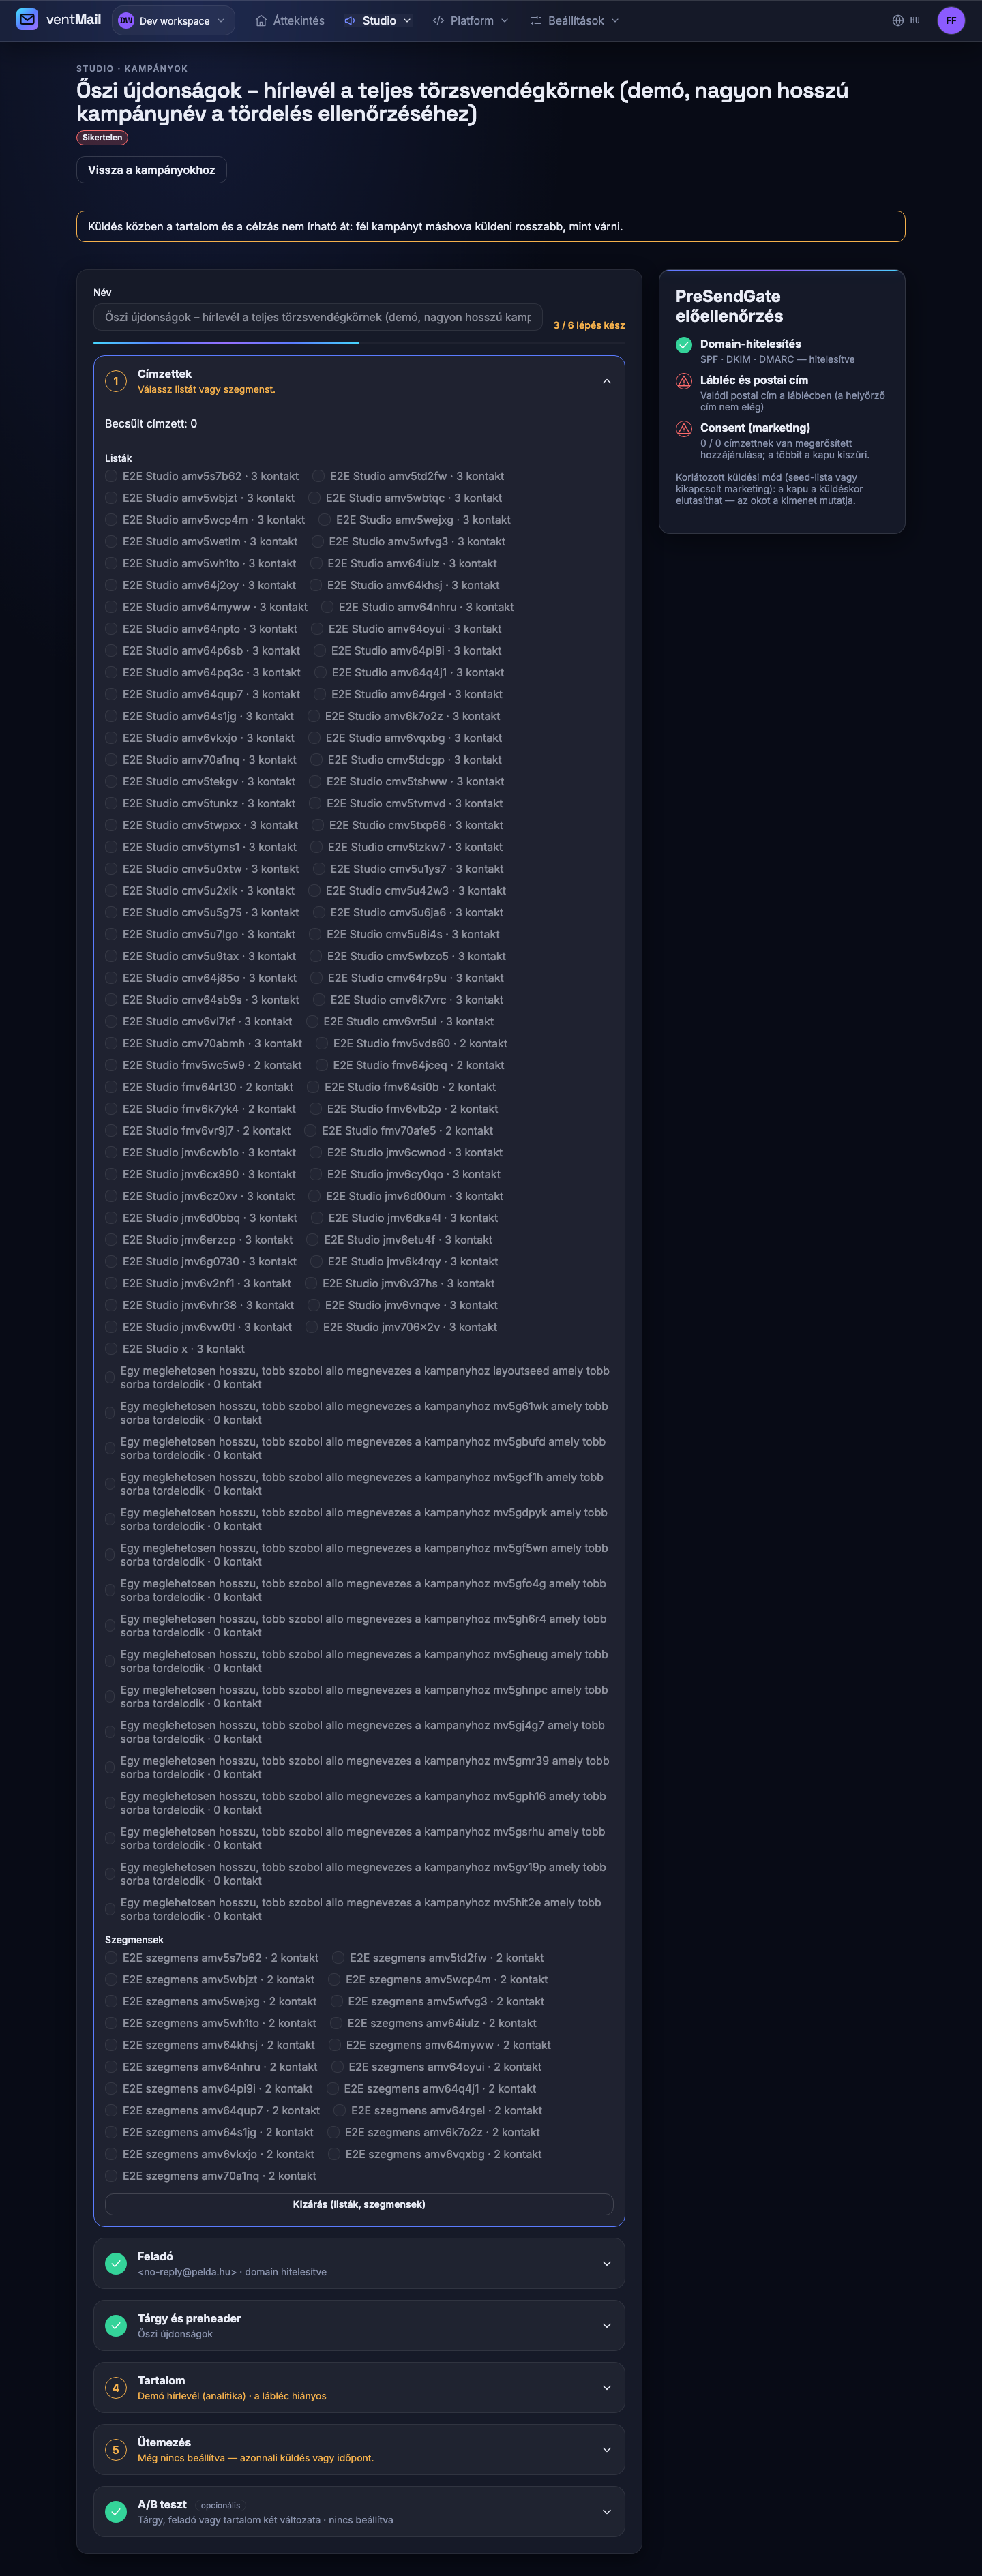 ventMail
DW Dev workspace
Áttekintés
Studio
Platform
Beállítások
HU
FF
STUDIO · KAMPÁNYOK
Őszi újdonságok – hírlevél a teljes törzsvendégkörnek (demó, nagyon hosszú
kampánynév a tördelés ellenőrzéséhez)
Sikertelen
Vissza a kampányokhoz
Küldés közben a tartalom és a célzás nem írható át: fél kampányt máshova küldeni rosszabb, mint várni.
Név
Őszi újdonságok – hírlevél a teljes törzsvendégkörnek (demó, nagyon hosszú kamp
3 / 6 lépés kész
1
Címzettek
Válassz listát vagy szegmenst.
Becsült címzett: 0
Listák
E2E Studio amv5s7b62 · 3 kontakt E2E Studio amv5td2fw · 3 kontakt
E2E Studio amv5wbjzt · 3 kontakt E2E Studio amv5wbtqc · 3 kontakt
E2E Studio amv5wcp4m · 3 kontakt E2E Studio amv5wejxg · 3 kontakt
E2E Studio amv5wetlm · 3 kontakt E2E Studio amv5wfvg3 · 3 kontakt
E2E Studio amv5wh1to · 3 kontakt E2E Studio amv64iulz · 3 kontakt
E2E Studio amv64j2oy · 3 kontakt E2E Studio amv64khsj · 3 kontakt
E2E Studio amv64myww · 3 kontakt E2E Studio amv64nhru · 3 kontakt
E2E Studio amv64npto · 3 kontakt E2E Studio amv64oyui · 3 kontakt
E2E Studio amv64p6sb · 3 kontakt E2E Studio amv64pi9i · 3 kontakt
E2E Studio amv64pq3c · 3 kontakt E2E Studio amv64q4j1 · 3 kontakt
E2E Studio amv64qup7 · 3 kontakt E2E Studio amv64rgel · 3 kontakt
E2E Studio amv64s1jg · 3 kontakt E2E Studio amv6k7o2z · 3 kontakt
E2E Studio amv6vkxjo · 3 kontakt E2E Studio amv6vqxbg · 3 kontakt
E2E Studio amv70a1nq · 3 kontakt E2E Studio cmv5tdcgp · 3 kontakt
E2E Studio cmv5tekgv · 3 kontakt E2E Studio cmv5tshww · 3 kontakt
E2E Studio cmv5tunkz · 3 kontakt E2E Studio cmv5tvmvd · 3 kontakt
E2E Studio cmv5twpxx · 3 kontakt E2E Studio cmv5txp66 · 3 kontakt
E2E Studio cmv5tyms1 · 3 kontakt E2E Studio cmv5tzkw7 · 3 kontakt
E2E Studio cmv5u0xtw · 3 kontakt E2E Studio cmv5u1ys7 · 3 kontakt
E2E Studio cmv5u2xlk · 3 kontakt E2E Studio cmv5u42w3 · 3 kontakt
E2E Studio cmv5u5g75 · 3 kontakt E2E Studio cmv5u6ja6 · 3 kontakt
E2E Studio cmv5u7lgo · 3 kontakt E2E Studio cmv5u8i4s · 3 kontakt
E2E Studio cmv5u9tax · 3 kontakt E2E Studio cmv5wbzo5 · 3 kontakt
E2E Studio cmv64j85o · 3 kontakt E2E Studio cmv64rp9u · 3 kontakt
E2E Studio cmv64sb9s · 3 kontakt E2E Studio cmv6k7vrc · 3 kontakt
E2E Studio cmv6vl7kf · 3 kontakt E2E Studio cmv6vr5ui · 3 kontakt
E2E Studio cmv70abmh · 3 kontakt E2E Studio fmv5vds60 · 2 kontakt
E2E Studio fmv5wc5w9 · 2 kontakt E2E Studio fmv64jceq · 2 kontakt
E2E Studio fmv64rt30 · 2 kontakt E2E Studio fmv64si0b · 2 kontakt
E2E Studio fmv6k7yk4 · 2 kontakt E2E Studio fmv6vlb2p · 2 kontakt
E2E Studio fmv6vr9j7 · 2 kontakt E2E Studio fmv70afe5 · 2 kontakt
E2E Studio jmv6cwb1o · 3 kontakt E2E Studio jmv6cwnod · 3 kontakt
E2E Studio jmv6cx890 · 3 kontakt E2E Studio jmv6cy0qo · 3 kontakt
E2E Studio jmv6cz0xv · 3 kontakt E2E Studio jmv6d00um · 3 kontakt
E2E Studio jmv6d0bbq · 3 kontakt E2E Studio jmv6dka4l · 3 kontakt
E2E Studio jmv6erzcp · 3 kontakt E2E Studio jmv6etu4f · 3 kontakt
E2E Studio jmv6g0730 · 3 kontakt E2E Studio jmv6k4rqy · 3 kontakt
E2E Studio jmv6v2nf1 · 3 kontakt E2E Studio jmv6v37hs · 3 kontakt
E2E Studio jmv6vhr38 · 3 kontakt E2E Studio jmv6vnqve · 3 kontakt
E2E Studio jmv6vw0tl · 3 kontakt E2E Studio jmv706×2v · 3 kontakt
E2E Studio x · 3 kontakt
Egy meglehetosen hosszu, tobb szobol allo megnevezes a kampanyhoz layoutseed amely tobb
sorba tordelodik · 0 kontakt
Egy meglehetosen hosszu, tobb szobol allo megnevezes a kampanyhoz mv5g61wk amely tobb
sorba tordelodik · 0 kontakt
Egy meglehetosen hosszu, tobb szobol allo megnevezes a kampanyhoz mv5gbufd amely tobb
sorba tordelodik · 0 kontakt
Egy meglehetosen hosszu, tobb szobol allo megnevezes a kampanyhoz mv5gcf1h amely tobb
sorba tordelodik · 0 kontakt
Egy meglehetosen hosszu, tobb szobol allo megnevezes a kampanyhoz mv5gdpyk amely tobb
sorba tordelodik · 0 kontakt
Egy meglehetosen hosszu, tobb szobol allo megnevezes a kampanyhoz mv5gf5wn amely tobb
sorba tordelodik · 0 kontakt
Egy meglehetosen hosszu, tobb szobol allo megnevezes a kampanyhoz mv5gfo4g amely tobb
sorba tordelodik · 0 kontakt
Egy meglehetosen hosszu, tobb szobol allo megnevezes a kampanyhoz mv5gh6r4 amely tobb
sorba tordelodik · 0 kontakt
Egy meglehetosen hosszu, tobb szobol allo megnevezes a kampanyhoz mv5gheug amely tobb
sorba tordelodik · 0 kontakt
Egy meglehetosen hosszu, tobb szobol allo megnevezes a kampanyhoz mv5ghnpc amely tobb
sorba tordelodik · 0 kontakt
Egy meglehetosen hosszu, tobb szobol allo megnevezes a kampanyhoz mv5gj4g7 amely tobb
sorba tordelodik · 0 kontakt
Egy meglehetosen hosszu, tobb szobol allo megnevezes a kampanyhoz mv5gmr39 amely tobb
sorba tordelodik · 0 kontakt
Egy meglehetosen hosszu, tobb szobol allo megnevezes a kampanyhoz mv5gph16 amely tobb
sorba tordelodik · 0 kontakt
Egy meglehetosen hosszu, tobb szobol allo megnevezes a kampanyhoz mv5gsrhu amely tobb
sorba tordelodik · 0 kontakt
Egy meglehetosen hosszu, tobb szobol allo megnevezes a kampanyhoz mv5gv19p amely tobb
sorba tordelodik · 0 kontakt
Egy meglehetosen hosszu, tobb szobol allo megnevezes a kampanyhoz mv5hit2e amely tobb
sorba tordelodik · 0 kontakt
Szegmensek
E2E szegmens amv5s7b62 · 2 kontakt E2E szegmens amv5td2fw · 2 kontakt
E2E szegmens amv5wbjzt · 2 kontakt E2E szegmens amv5wcp4m · 2 kontakt
E2E szegmens amv5wejxg · 2 kontakt E2E szegmens amv5wfvg3 · 2 kontakt
E2E szegmens amv5wh1to · 2 kontakt E2E szegmens amv64iulz · 2 kontakt
E2E szegmens amv64khsj · 2 kontakt E2E szegmens amv64myww · 2 kontakt
E2E szegmens amv64nhru · 2 kontakt E2E szegmens amv64oyui · 2 kontakt
E2E szegmens amv64pi9i · 2 kontakt E2E szegmens amv64q4j1 · 2 kontakt
E2E szegmens amv64qup7 · 2 kontakt E2E szegmens amv64rgel · 2 kontakt
E2E szegmens amv64s1jg · 2 kontakt E2E szegmens amv6k7o2z · 2 kontakt
E2E szegmens amv6vkxjo · 2 kontakt E2E szegmens amv6vqxbg · 2 kontakt
E2E szegmens amv70a1nq · 2 kontakt
Kizárás (listák, szegmensek)
Feladó
<no-reply@pelda.hu> · domain hitelesítve
Tárgy és preheader
Őszi újdonságok
4
Tartalom
Demó hírlevél (analitika) · a lábléc hiányos
5
Ütemezés
Még nincs beállítva — azonnali küldés vagy időpont.
A/B teszt opcionális
Tárgy, feladó vagy tartalom két változata · nincs beállítva
PreSendGate
előellenőrzés
Domain-hitelesítés
SPF · DKIM · DMARC — hitelesítve
Lábléc és postai cím
Valódi postai cím a láblécben (a helyőrző
cím nem elég)
Consent (marketing)
0 / 0 címzettnek van megerősített
hozzájárulása; a többit a kapu kiszűri.
Korlátozott küldési mód (seed-lista vagy
kikapcsolt marketing): a kapu a küldéskor
elutasíthat — az okot a kimenet mutatja.